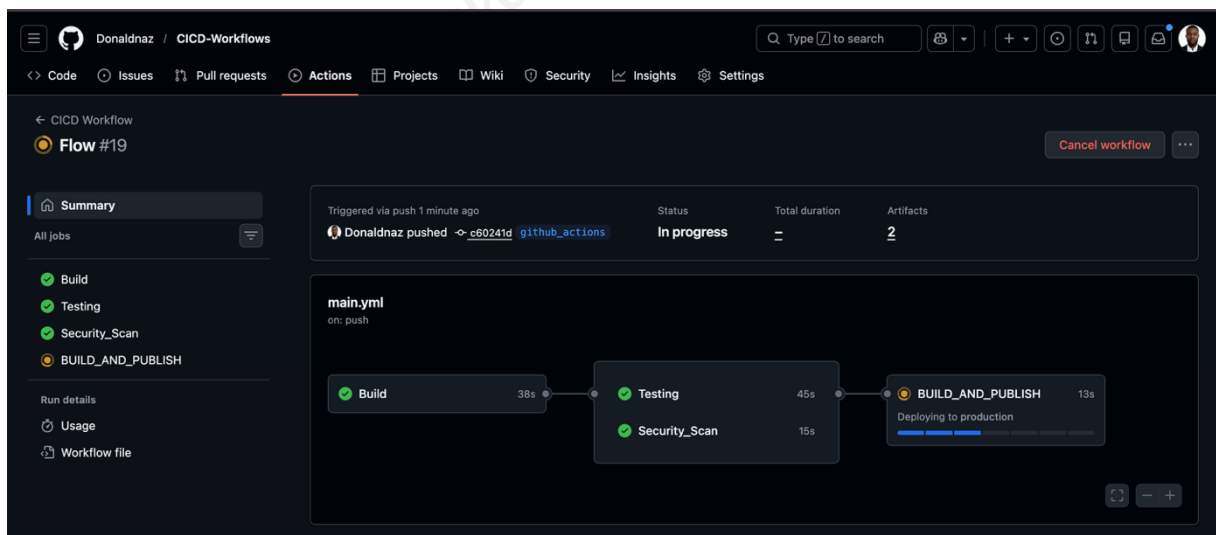 Donaldnaz / CICD-Workflows
Type / to search
Code Issues Pull requests Actions Projects Wiki Security Insights Settings
← CICD Workflow
Flow #19
Cancel workflow
Summary
All jobs
Build
Testing
Security_Scan
BUILD_AND_PUBLISH
Run details
Usage
Workflow file
Triggered via push 1 minute ago
Donaldnaz pushed c60241d github_actions
Status
In progress
Total duration
–
Artifacts
2
main.yml
on: push
Build 38s
Testing 45s
Security_Scan 15s
BUILD_AND_PUBLISH 13s
Deploying to production